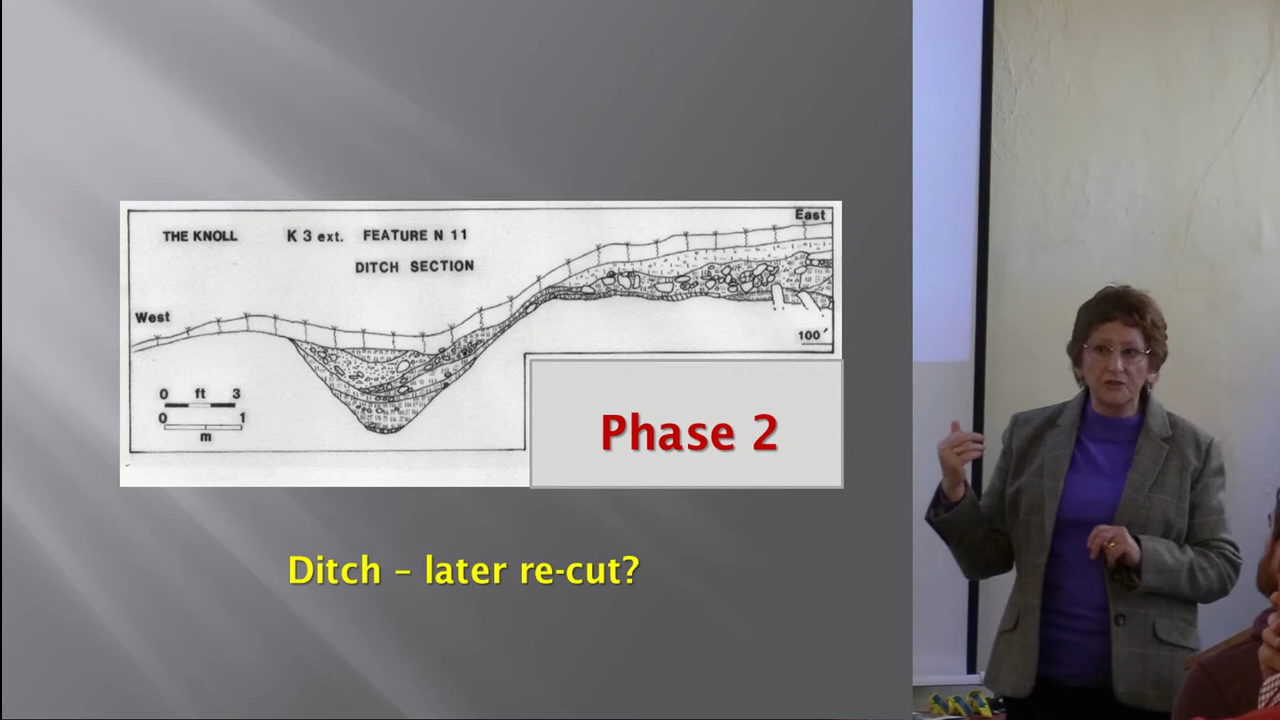 East
THE KNOLL K 3 ext. FEATURE N 11
DITCH SECTION
West
100'
0 ft 3
0 1
m
Phase 2
Ditch – later re-cut?